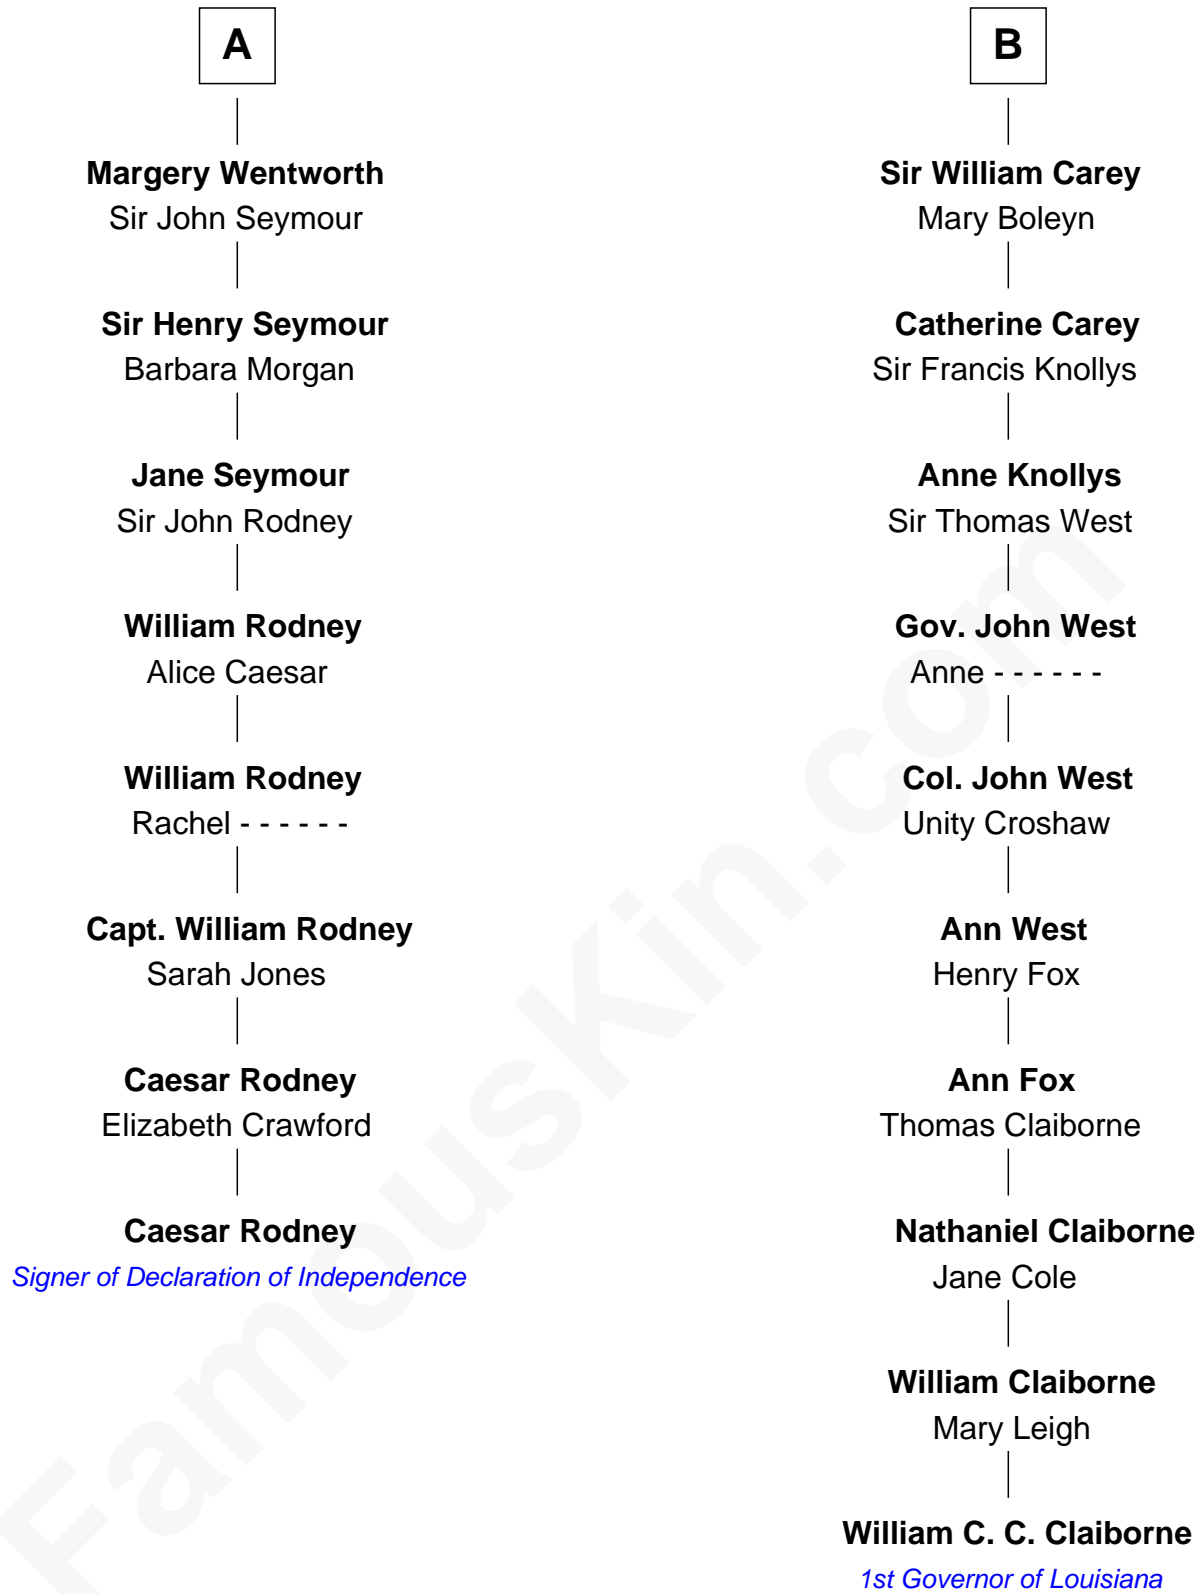 A
Margery Wentworth
Sir John Seymour
Sir Henry Seymour
Barbara Morgan
Jane Seymour
Sir John Rodney
William Rodney
Alice Caesar
William Rodney
Rachel - - - - - -
Capt. William Rodney
Sarah Jones
Caesar Rodney
Elizabeth Crawford
Caesar Rodney
Signer of Declaration of Independence
B
Sir William Carey
Mary Boleyn
Catherine Carey
Sir Francis Knollys
Anne Knollys
Sir Thomas West
Gov. John West
Anne - - - - - -
Col. John West
Unity Croshaw
Ann West
Henry Fox
Ann Fox
Thomas Claiborne
Nathaniel Claiborne
Jane Cole
William Claiborne
Mary Leigh
William C. C. Claiborne
1st Governor of Louisiana
FamousKin.com